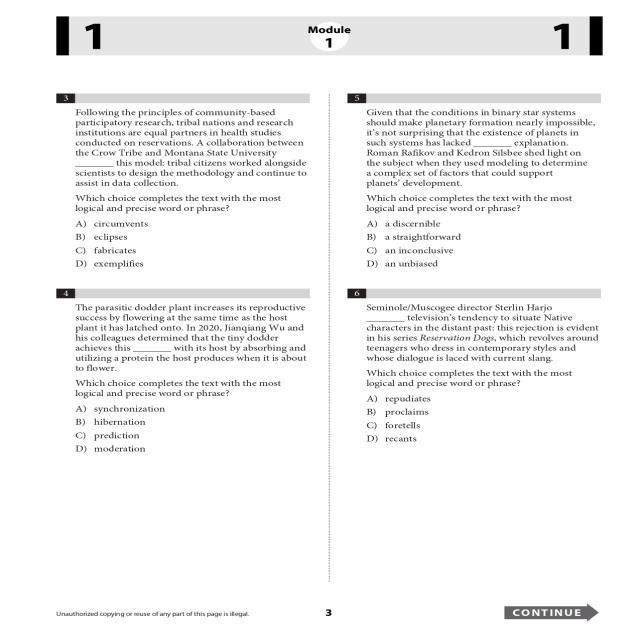 1
Module
1
1
3
Following the principles of community-based
participatory research, tribal nations and research
institutions are equal partners in health studies
conducted on reservations. A collaboration between
the Crow Tribe and Montana State University
________ this model: tribal citizens worked alongside
scientists to design the methodology and continue to
assist in data collection.
Which choice completes the text with the most
logical and precise word or phrase?
A) circumvents
B) eclipses
C) fabricates
D) exemplifies
4
The parasitic dodder plant increases its reproductive
success by flowering at the same time as the host
plant it has latched onto. In 2020, Jianqiang Wu and
his colleagues determined that the tiny dodder
achieves this ________ with its host by absorbing and
utilizing a protein the host produces when it is about
to flower.
Which choice completes the text with the most
logical and precise word or phrase?
A) synchronization
B) hibernation
C) prediction
D) moderation
5
Given that the conditions in binary star systems
should make planetary formation nearly impossible,
it's not surprising that the existence of planets in
such systems has lacked ________ explanation.
Roman Rafikov and Kedron Silsbee shed light on
the subject when they used modeling to determine
a complex set of factors that could support
planets' development.
Which choice completes the text with the most
logical and precise word or phrase?
A) a discernible
B) a straightforward
C) an inconclusive
D) an unbiased
6
Seminole/Muscogee director Sterlin Harjo
________ television's tendency to situate Native
characters in the distant past: this rejection is evident
in his series Reservation Dogs, which revolves around
teenagers who dress in contemporary styles and
whose dialogue is laced with current slang.
Which choice completes the text with the most
logical and precise word or phrase?
A) repudiates
B) proclaims
C) foretells
D) recants
Unauthorized copying or reuse of any part of this page is illegal.
3
CONTINUE